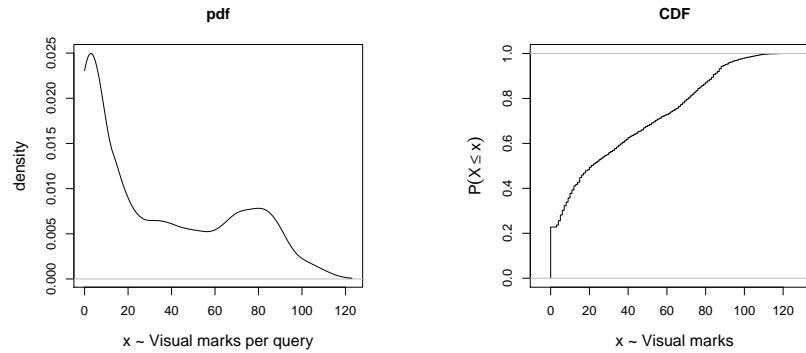 pdf
density
0.000
0.005
0.010
0.015
0.020
0.025
0 20 40 60 80 100 120
x ~ Visual marks per query
CDF
P(X ≤ x)
0.0
0.2
0.4
0.6
0.8
1.0
0 20 40 60 80 100 120
x ~ Visual marks